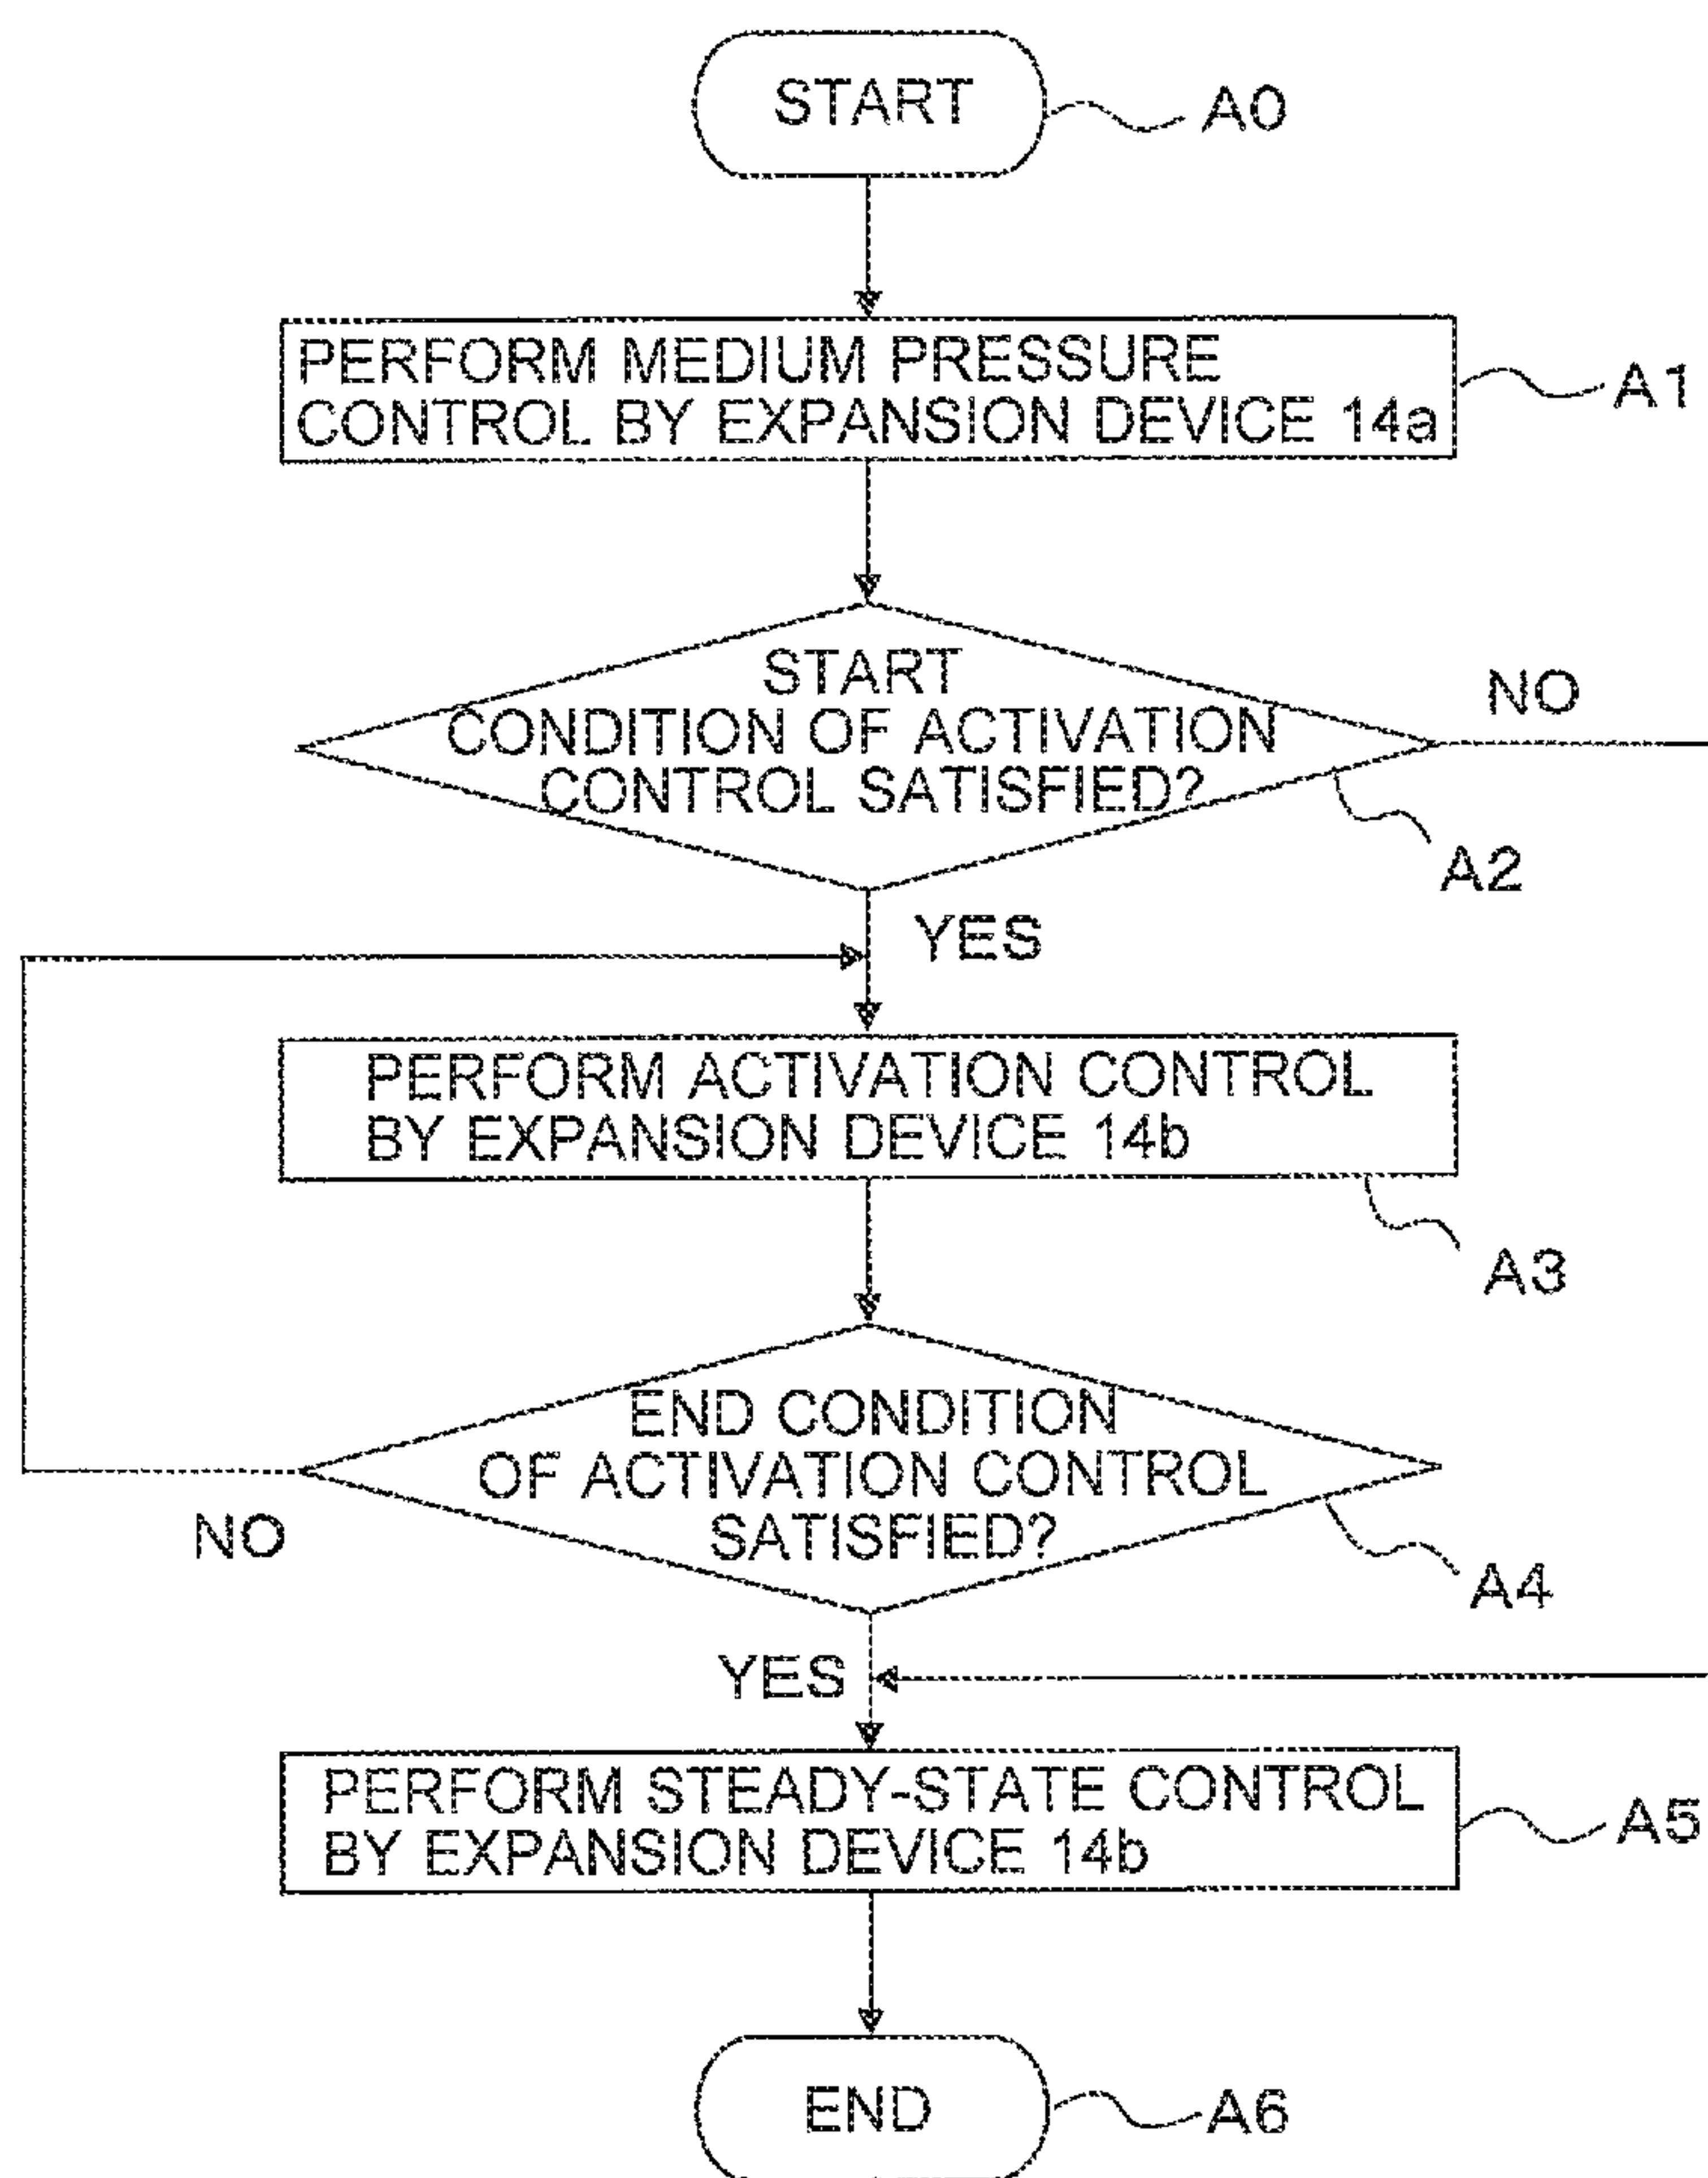 START
A0
PERFORM MEDIUM PRESSURE
CONTROL BY EXPANSION DEVICE 14a
A1
START
CONDITION OF ACTIVATION
CONTROL SATISFIED?
NO
A2
YES
PERFORM ACTIVATION CONTROL
BY EXPANSION DEVICE 14b
A3
END CONDITION
OF ACTIVATION CONTROL
SATISFIED?
NO
A4
YES
PERFORM STEADY-STATE CONTROL
BY EXPANSION DEVICE 14b
A5
END
A6